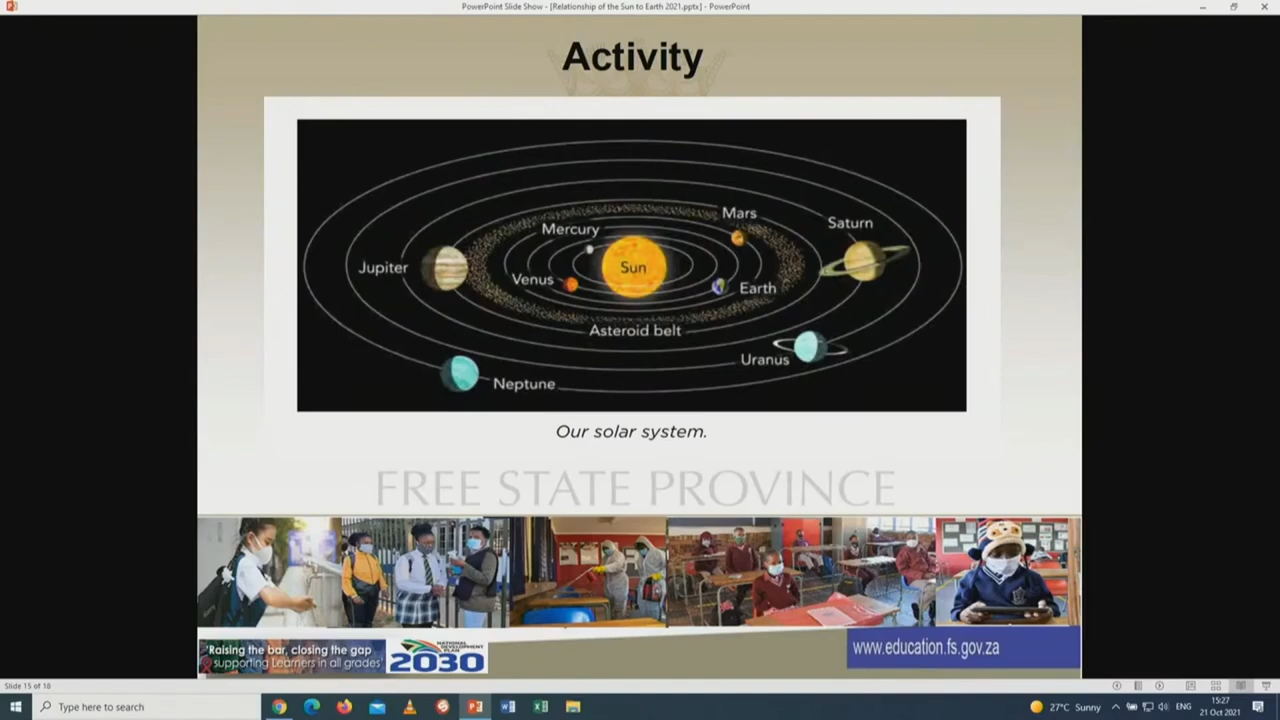 PowerPoint Slide Show - [Relationship of the Sun to Earth 2021.pptx] - PowerPoint
Activity
Mars
Saturn
Mercury
Sun
Jupiter
Venus
Earth
Asteroid belt
Uranus
Neptune
Our solar system.
FREE STATE PROVINCE
'Raising the bar, closing the gap
supporting Learners in all grades'
NATIONAL
DEVELOPMENT
PLAN
2030
www.education.fs.gov.za
Slide 15 of 18
Type here to search
27°C Sunny
ENG
15:27
21 Oct 2021